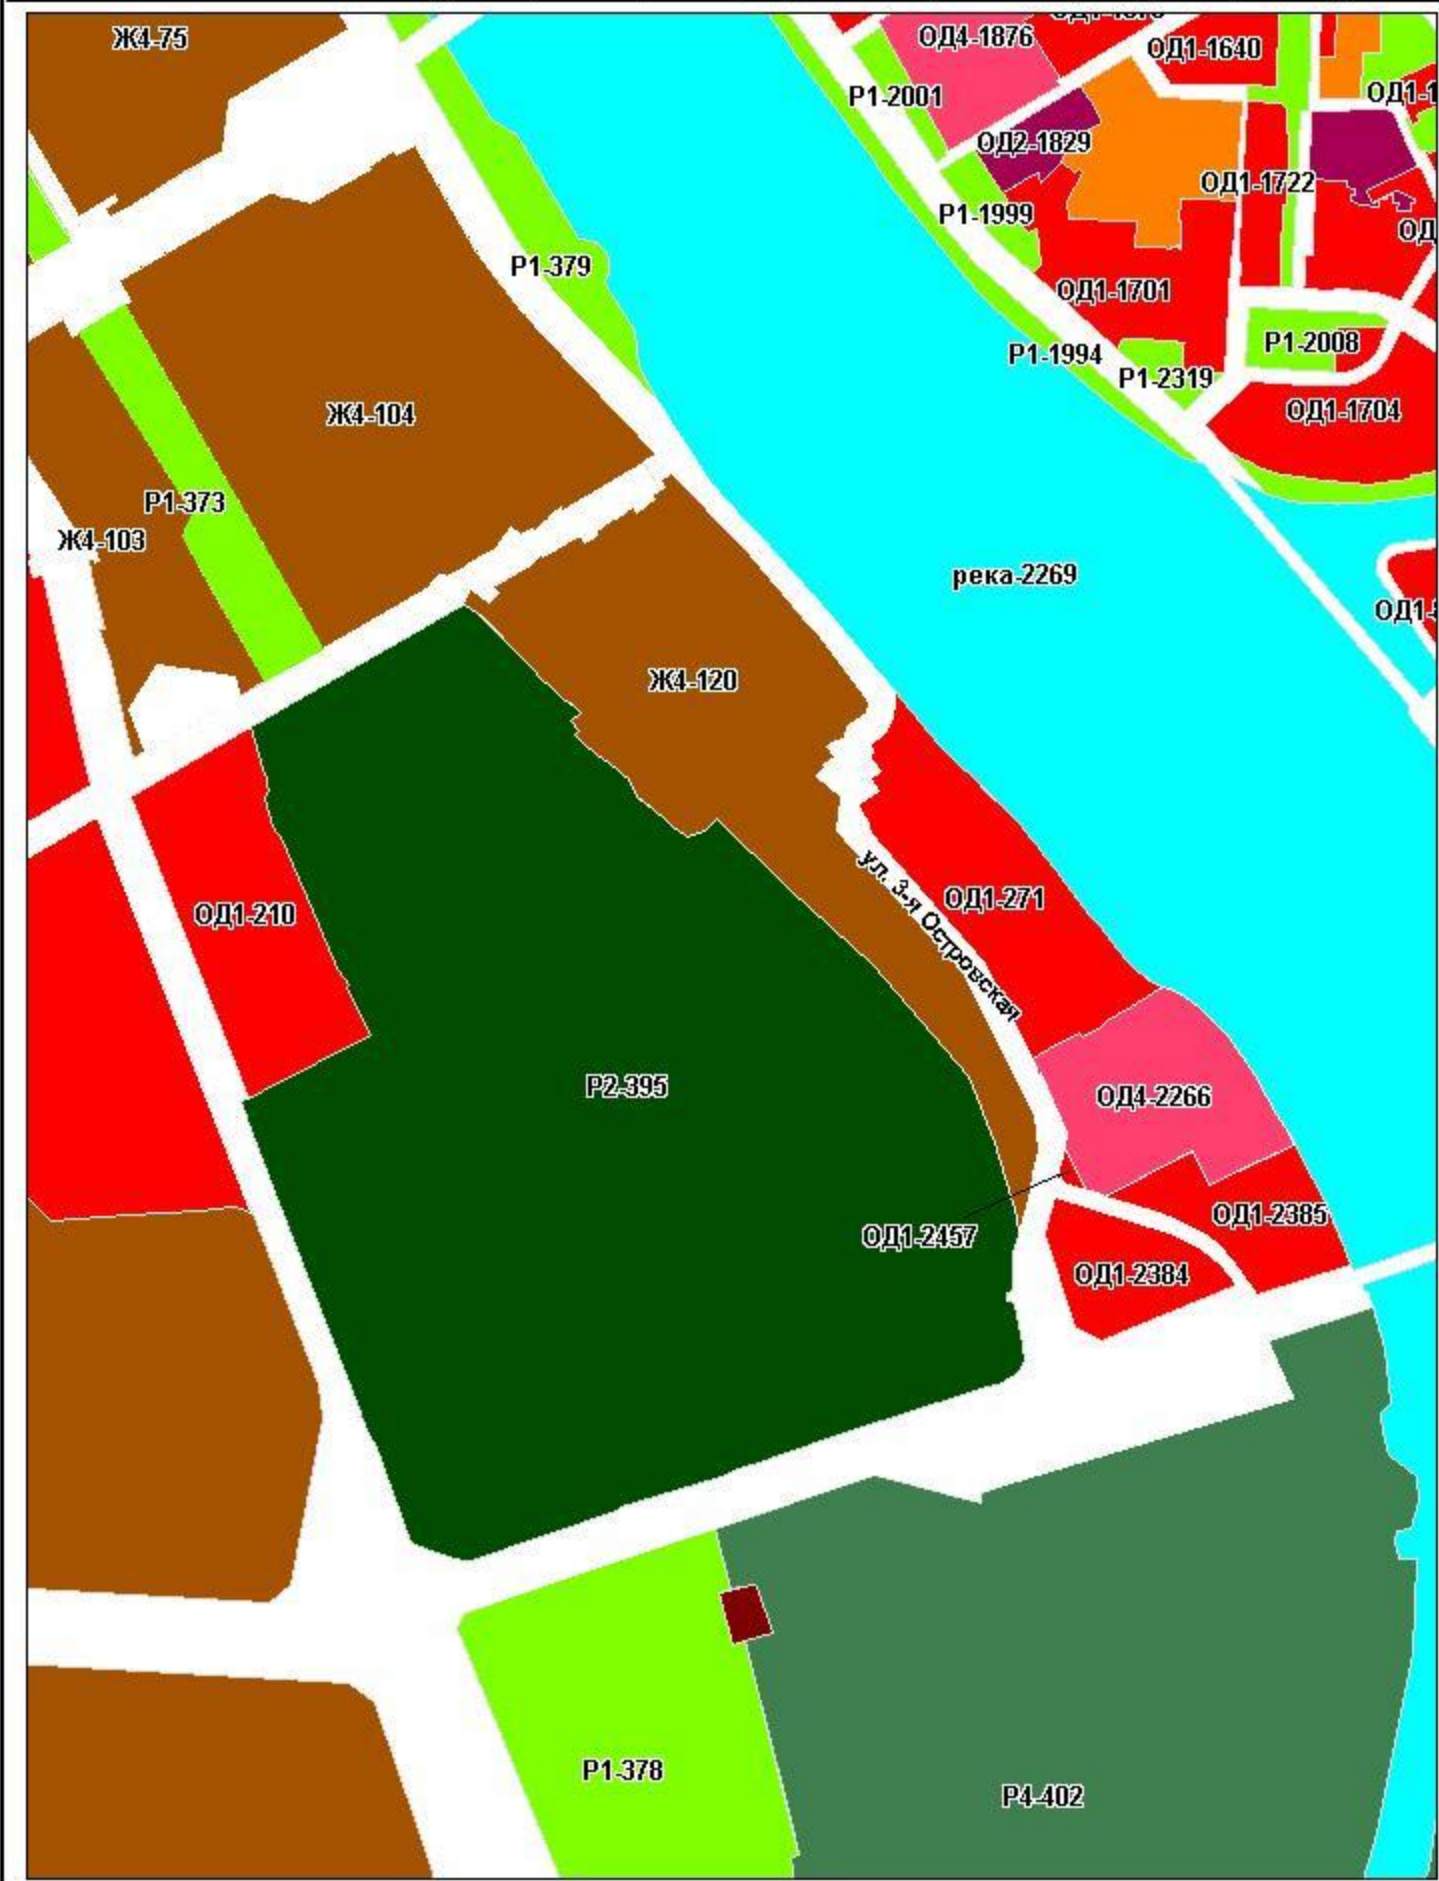 Ж4-75
ОД4-1876
ОД1-1640
Р1-2001
ОД2-1829
ОД1-1722
Р1-1999
Р1-379
ОД1-1701
Р1-1994
Р1-2008
Р1-2319
ОД1-1704
Ж4-104
Р1-373
Ж4-103
река-2269
Ж4-120
ул. 3-я Островская
ОД1-271
ОД1-210
Р2-395
ОД4-2266
ОД1-2457
ОД1-2385
ОД1-2384
Р1-378
Р4-402